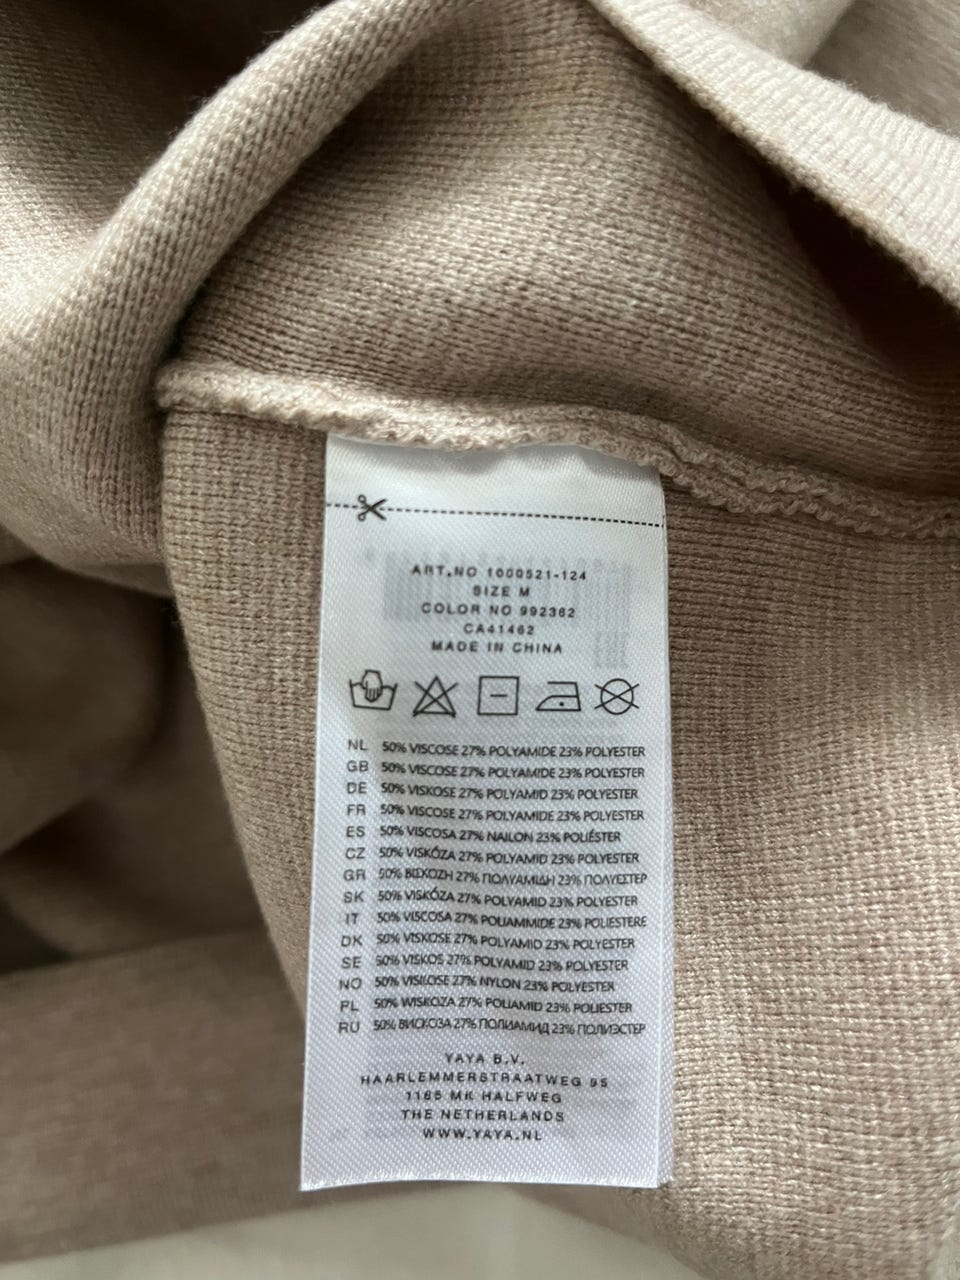 ART.NO 1000521-124
SIZE M
COLOR NO 992362
CA41462
MADE IN CHINA
NL 50% VISCOSE 27% POLYAMIDE 23% POLYESTER
GB 50% VISCOSE 27% POLYAMIDE 23% POLYESTER
DE 50% VISKOSE 27% POLYAMID 23% POLYESTER
FR 50% VISCOSE 27% POLYAMIDE 23% POLYESTER
ES 50% VISCOSA 27% NAILON 23% POLIÉSTER
CZ 50% VISKÓZA 27% POLYAMID 23% POLYESTER
GR 50% ΒΙΣΚΟΖΗ 27% ΠΟΛΥΑΜΙΔΗ 23% ΠΟΛΥΕΣΤΕΡ
SK 50% VISKÓZA 27% POLYAMID 23% POLYESTER
IT 50% VISCOSA 27% POLIAMMIDE 23% POLIESTERE
DK 50% VISKOSE 27% POLYAMID 23% POLYESTER
SE 50% VISKOS 27% POLYAMID 23% POLYESTER
NO 50% VISKOSE 27% NYLON 23% POLYESTER
PL 50% WISKOZA 27% POLIAMID 23% POLIESTER
RU 50% ВИСКОЗА 27% ПОЛИАМИД 23% ПОЛИЭСТЕР
YAYA B.V.
HAARLEMMERSTRAATWEG 95
1165 MK HALFWEG
THE NETHERLANDS
WWW.YAYA.NL